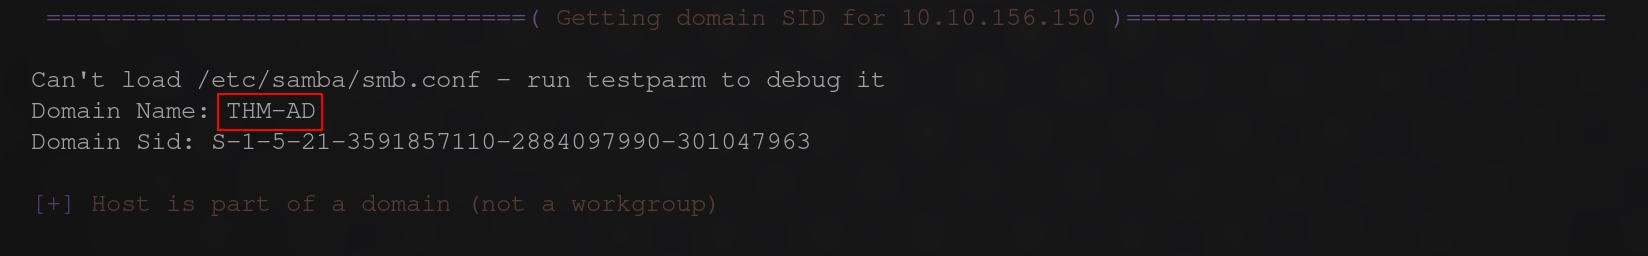 ================================( Getting domain SID for 10.10.156.150 )================================
Can't load /etc/samba/smb.conf - run testparm to debug it
Domain Name: THM-AD
Domain Sid: S-1-5-21-3591857110-2884097990-301047963
[+] Host is part of a domain (not a workgroup)